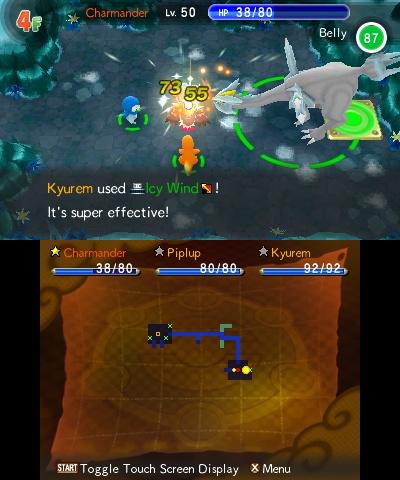 4F Charmander Lv. 50 HP 38/80
Belly 87
73 55
Kyurem used Icy Wind!
It's super effective!
Charmander Piplup Kyurem
38/80 80/80 92/92
START Toggle Touch Screen Display X Menu